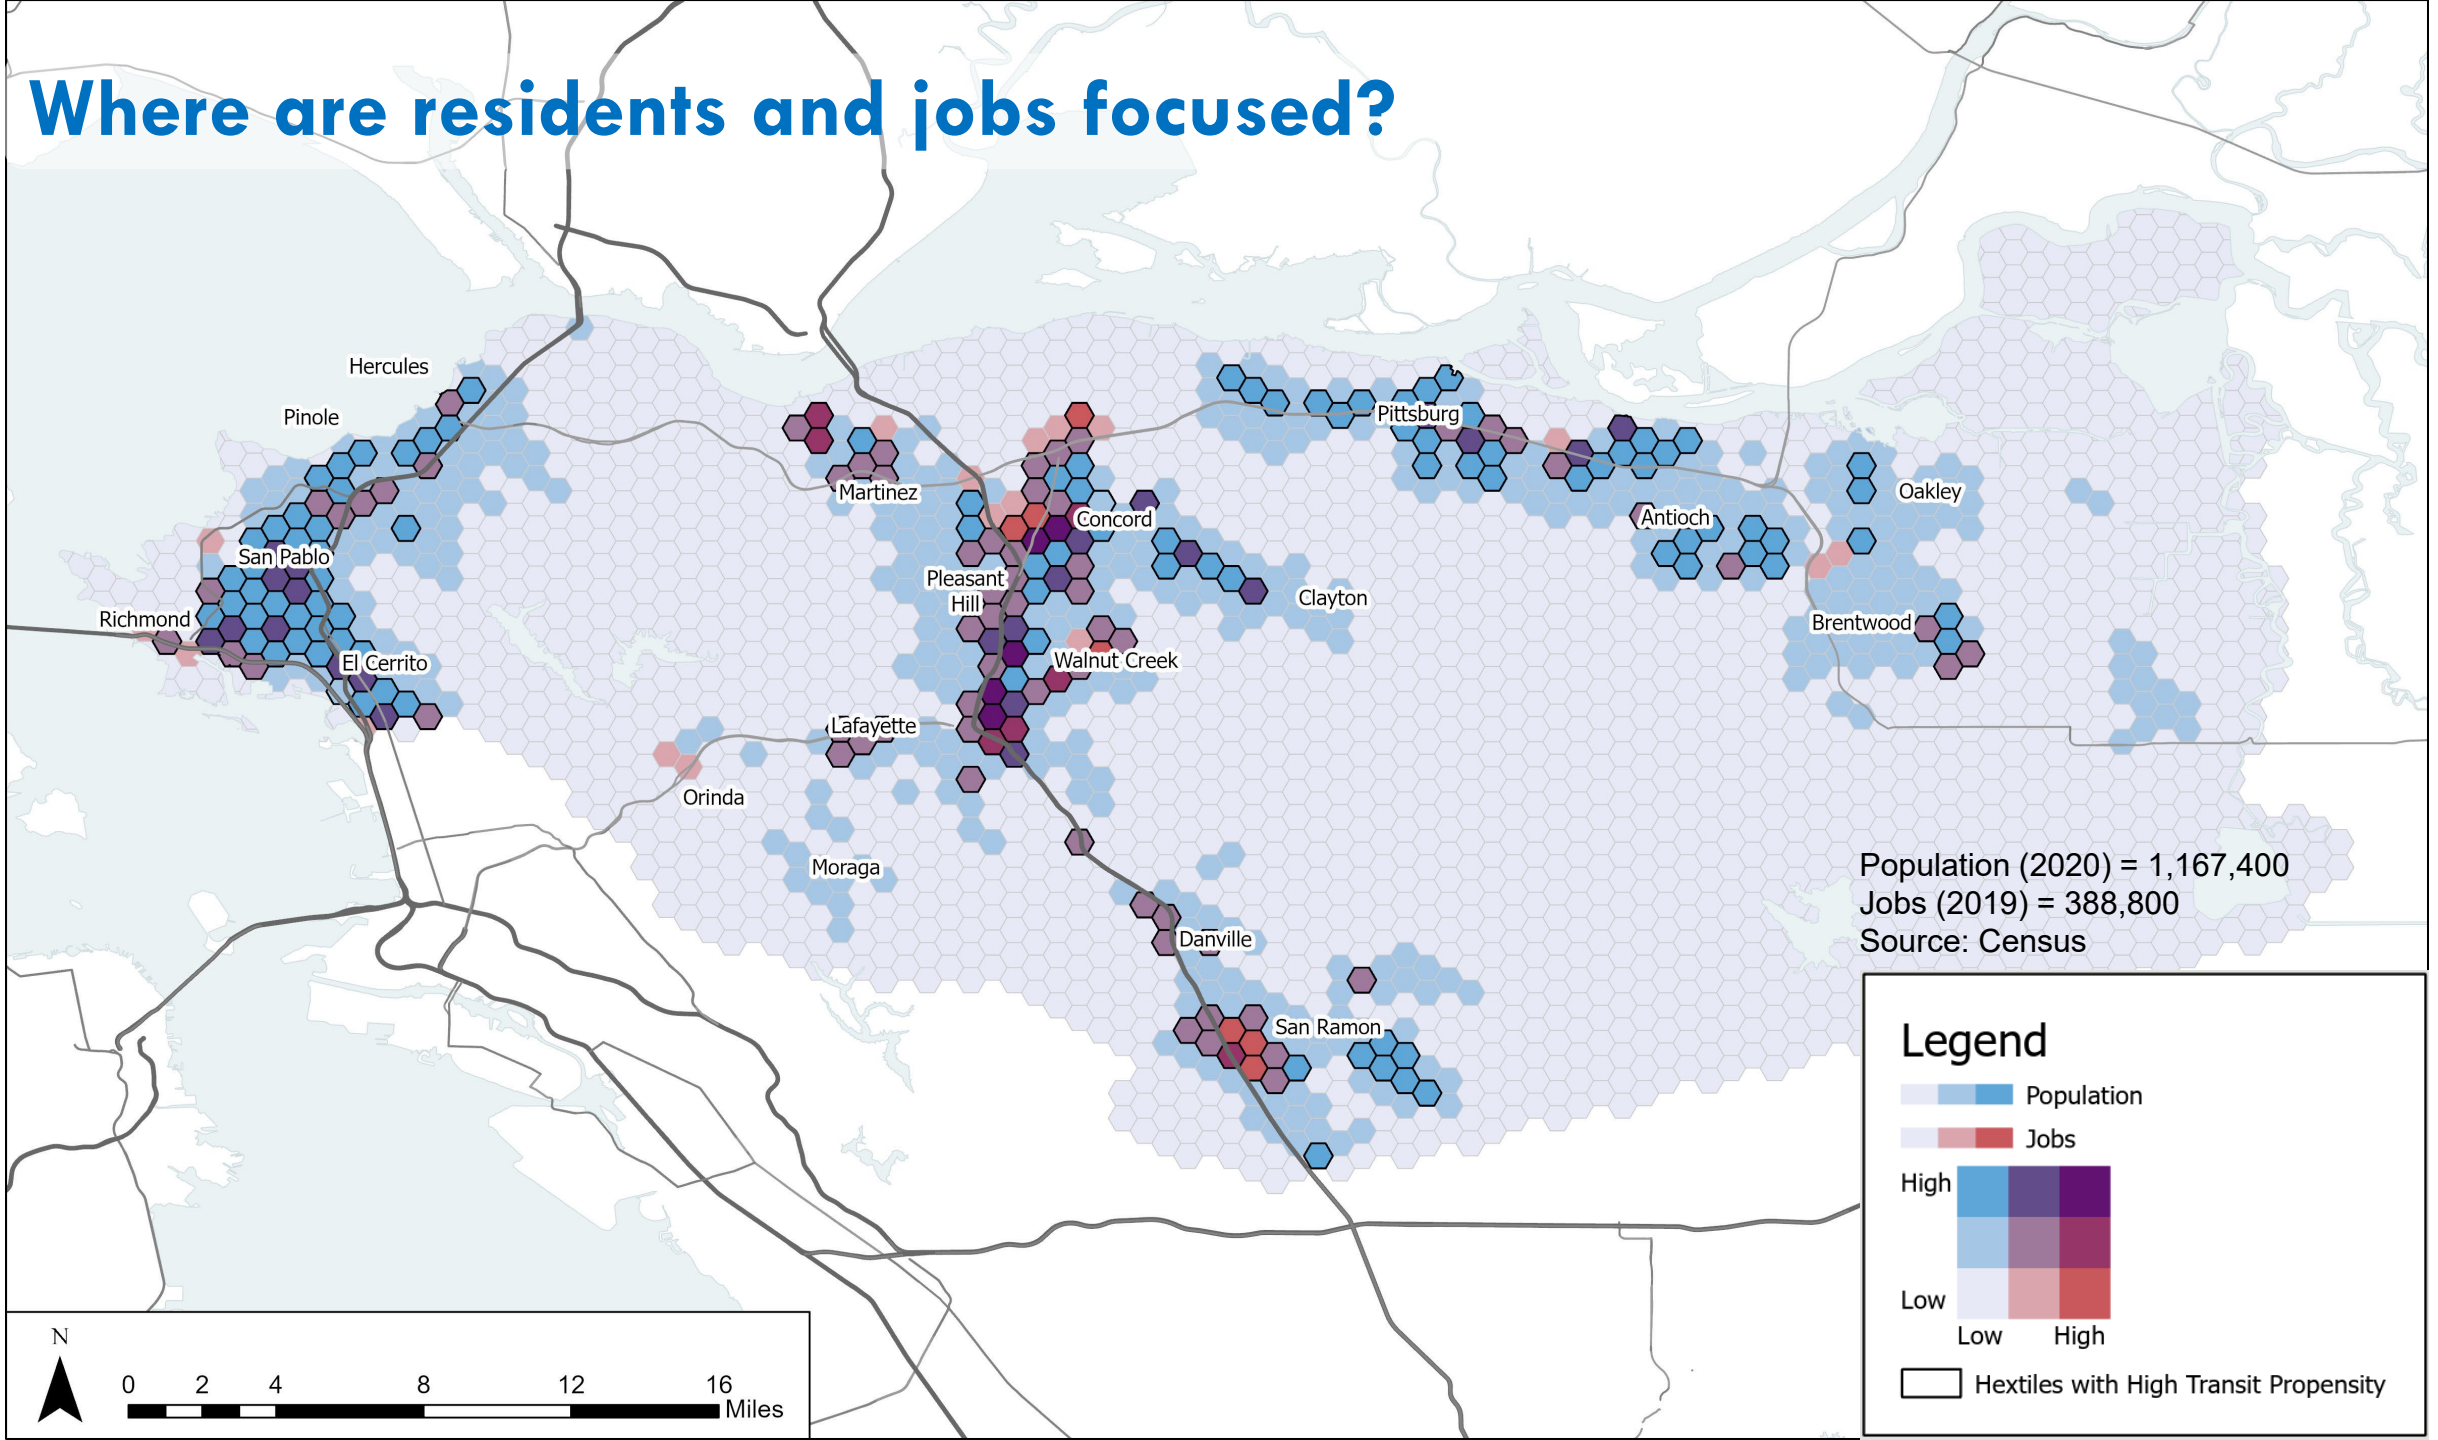 Where are residents and jobs focused?
Hercules
Pinole
Pittsburg
Martinez
Oakley
Concord
Antioch
San Pablo
Pleasant
Hill
Clayton
Richmond
Brentwood
El Cerrito
Walnut Creek
Lafayette
Orinda
Moraga
Danville
San Ramon
Population (2020) = 1,167,400
Jobs (2019) = 388,800
Source: Census
Legend
Population
Jobs
High
Low
Low High
Hextiles with High Transit Propensity
N
0 2 4 8 12 16
Miles